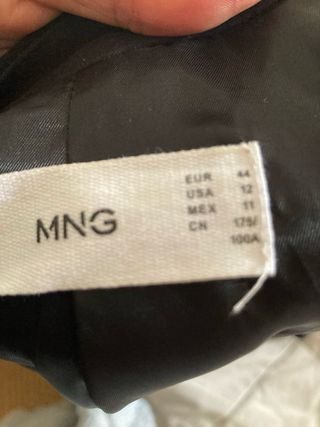 MNG
EUR 44
USA 12
MEX 11
CN 175/
100A